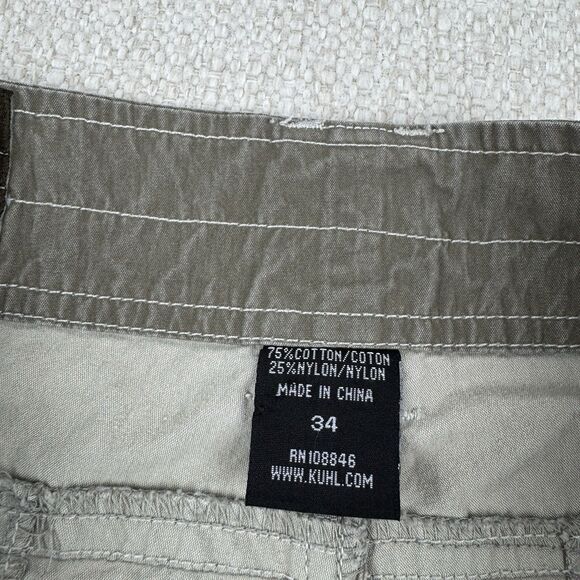 75%COTTON/COTON
25%NYLON/NYLON
MADE IN CHINA
34
RN108846
WWW.KUHL.COM